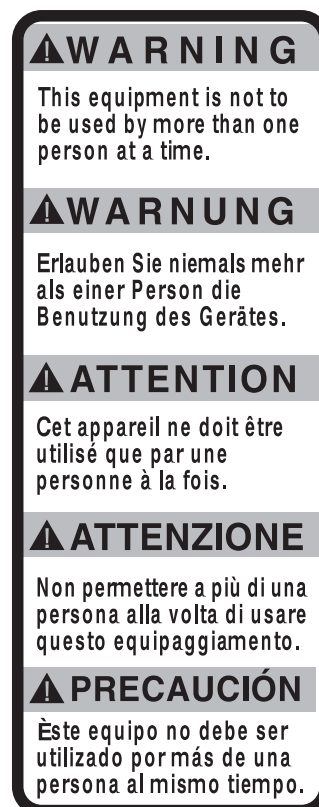 WARNING
This equipment is not to
be used by more than one
person at a time.
WARNUNG
Erlauben Sie niemals mehr
als einer Person die
Benutzung des Gerätes.
ATTENTION
Cet appareil ne doit être
utilisé que par une
personne à la fois.
ATTENZIONE
Non permettere a più di una
persona alla volta di usare
questo equipaggiamento.
PRECAUCIÓN
Èste equipo no debe ser
utilizado por más de una
persona al mismo tiempo.